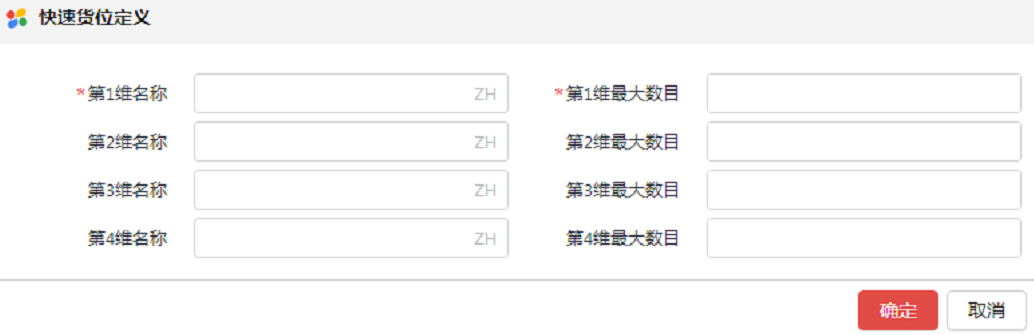 快速货位定义
*第1维名称 ZH *第1维最大数目
第2维名称 ZH 第2维最大数目
第3维名称 ZH 第3维最大数目
第4维名称 ZH 第4维最大数目
确定 取消